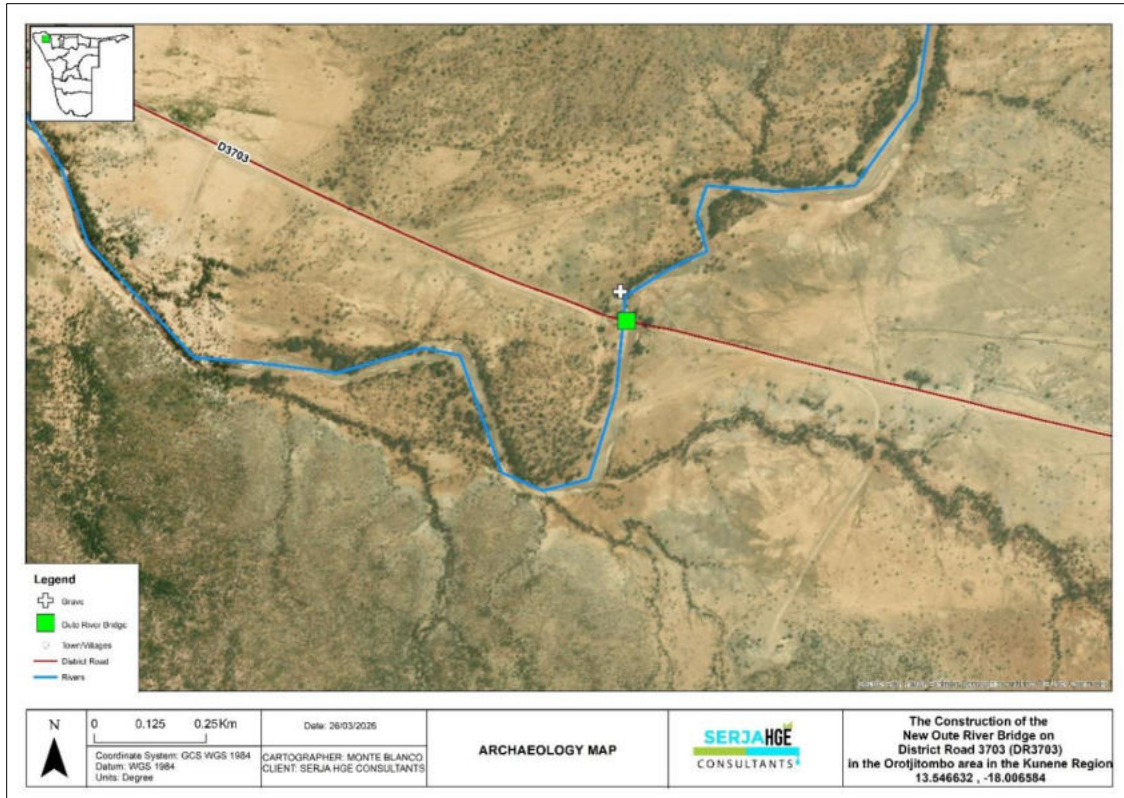 D3703
Legend
Grave
Oute River Bridge
Town/Villages
District Road
Rivers
N
0 0.125 0.25Km
Coordinate System: GCS WGS 1984
Datum: WGS 1984
Units: Degree
Date: 26/03/2026
CARTOGRAPHER: MONTE BLANCO
CLIENT: SERJA HGE CONSULTANTS
ARCHAEOLOGY MAP
SERJAHGE
CONSULTANTS
The Construction of the
New Oute River Bridge on
District Road 3703 (DR3703)
in the Orotjitombo area in the Kunene Region
13.546632 , -18.006584